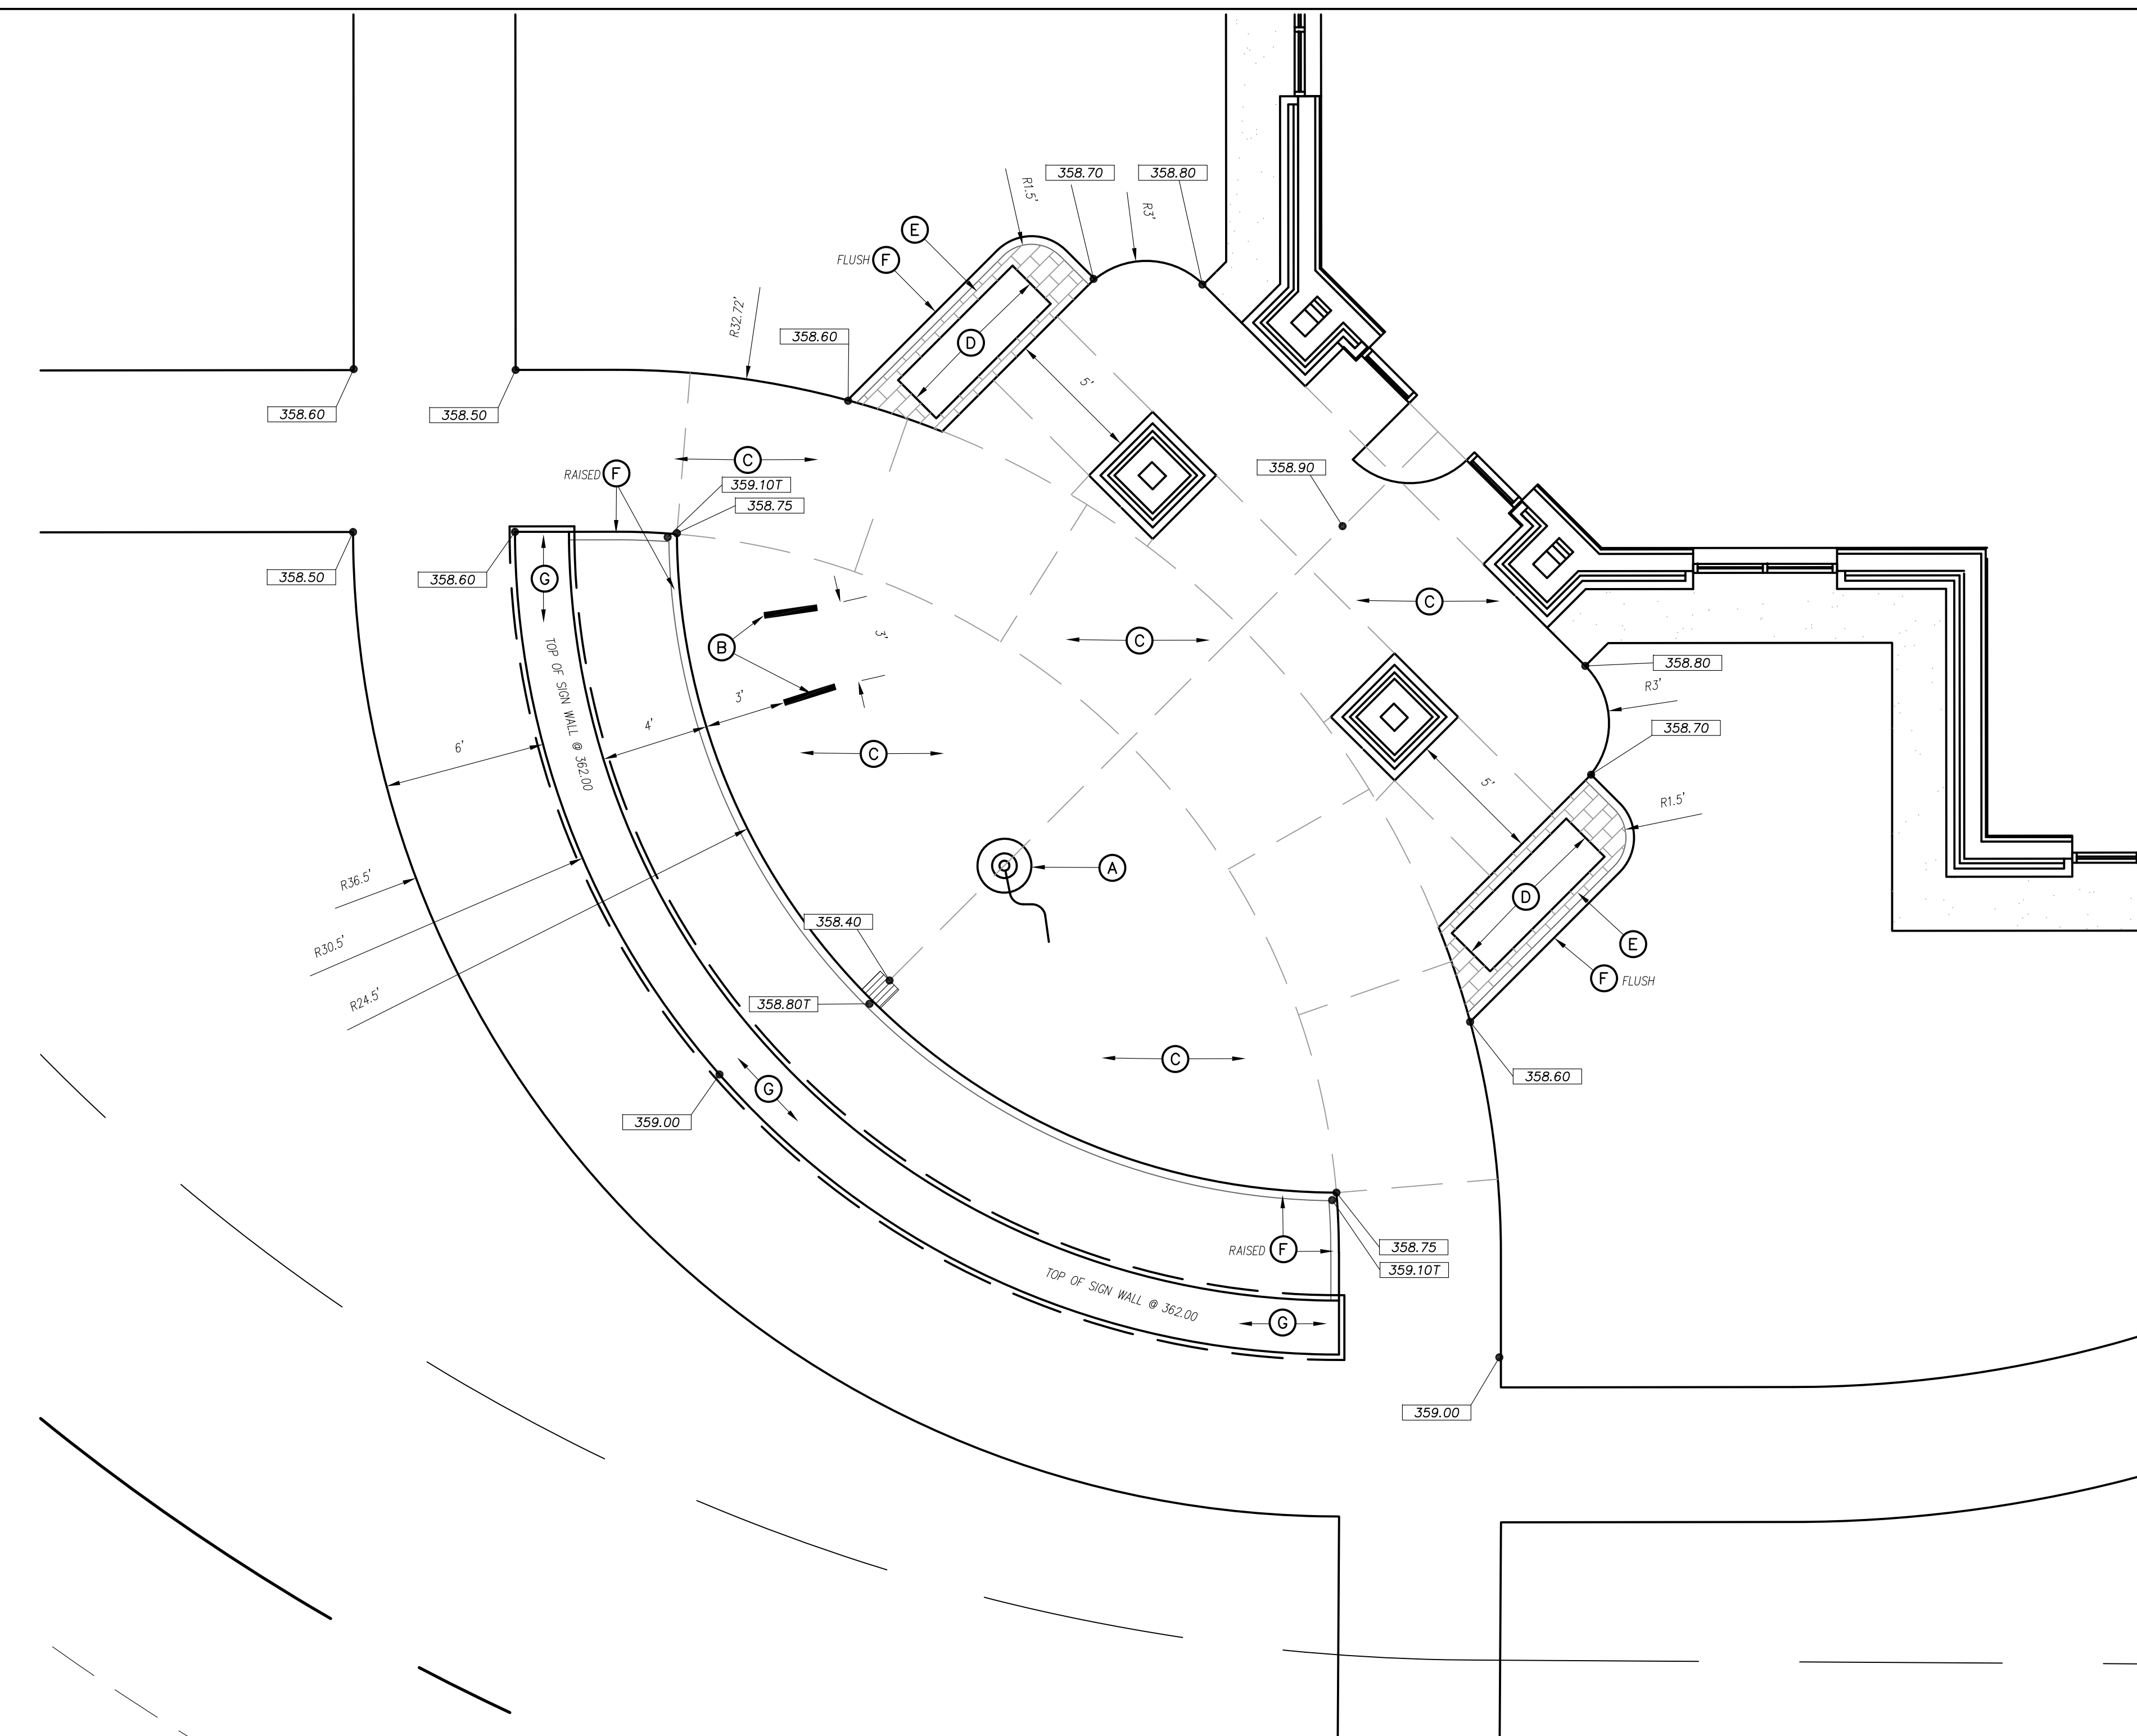 R1.5'
358.70
358.80
R3'
E
FLUSH F
D
R32.72'
358.60
5'
358.60
358.50
C
RAISED F
359.10T
358.75
358.90
358.50
358.60
G
B
3'
C
C
358.80
R3'
358.70
TOP OF SIGN WALL @ 362.00
3'
4'
6'
C
5'
R1.5'
A
R36.5'
D
358.40
E
R30.5'
F FLUSH
R24.5'
358.80T
C
358.60
G
359.00
RAISED F
358.75
359.10T
TOP OF SIGN WALL @ 362.00
G
359.00